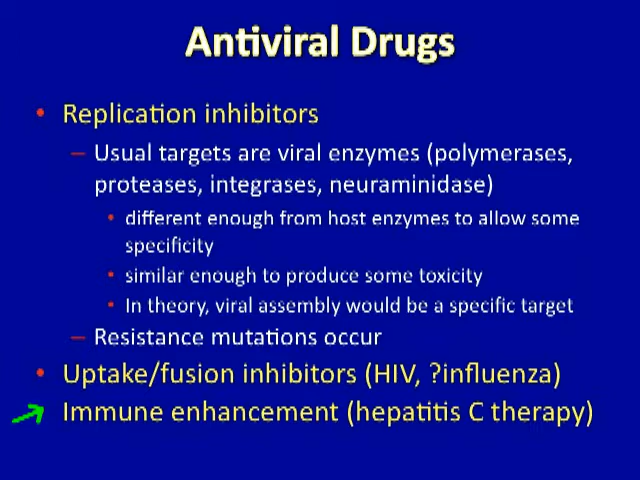 Antiviral Drugs
• Replication inhibitors
– Usual targets are viral enzymes (polymerases,
proteases, integrases, neuraminidase)
• different enough from host enzymes to allow some
specificity
• similar enough to produce some toxicity
• In theory, viral assembly would be a specific target
– Resistance mutations occur
• Uptake/fusion inhibitors (HIV, ?influenza)
Immune enhancement (hepatitis C therapy)